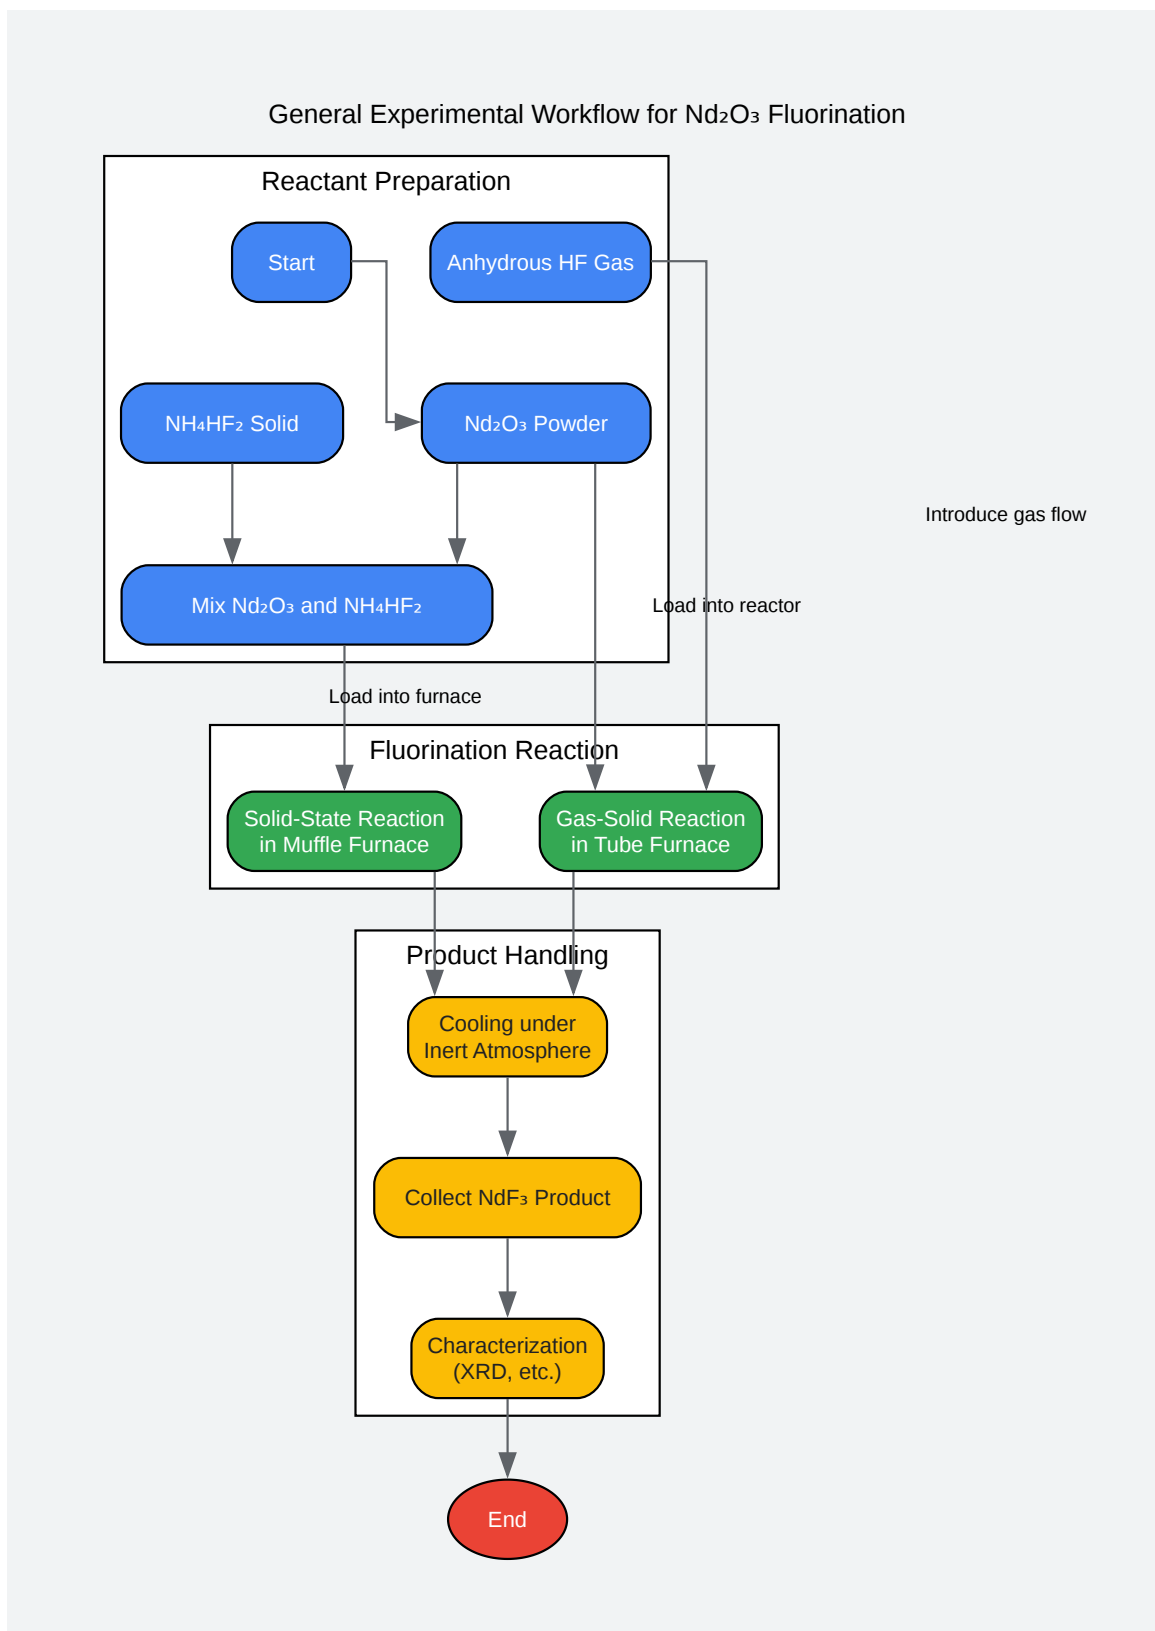 General Experimental Workflow for Nd₂O₃ Fluorination
Reactant Preparation
Start
Anhydrous HF Gas
NH₄HF₂ Solid
Nd₂O₃ Powder
Introduce gas flow
Mix Nd₂O₃ and NH₄HF₂
Load into reactor
Load into furnace
Fluorination Reaction
Solid-State Reaction
in Muffle Furnace
Gas-Solid Reaction
in Tube Furnace
Product Handling
Cooling under
Inert Atmosphere
Collect NdF₃ Product
Characterization
(XRD, etc.)
End